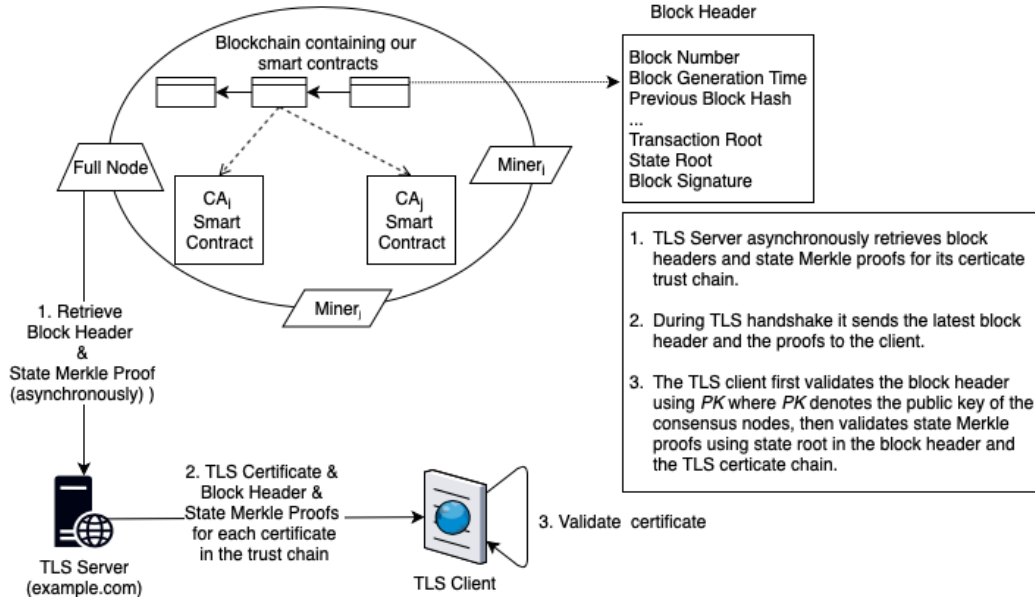 Block Header
Blockchain containing our
smart contracts
Block Number
Block Generation Time
Previous Block Hash
...
Transaction Root
State Root
Block Signature
Full Node
Miner_i
CA_i
Smart
Contract
CA_j
Smart
Contract
Miner_j
1. Retrieve
Block Header
&
State Merkle Proof
(asynchronously) )
1. TLS Server asynchronously retrieves block
headers and state Merkle proofs for its certicate
trust chain.
2. During TLS handshake it sends the latest block
header and the proofs to the client.
3. The TLS client first validates the block header
using PK where PK denotes the public key of the
consensus nodes, then validates state Merkle
proofs using state root in the block header and
the TLS certicate chain.
2. TLS Certificate &
Block Header &
State Merkle Proofs
for each certificate
in the trust chain
3. Validate certificate
TLS Server
(example.com)
TLS Client